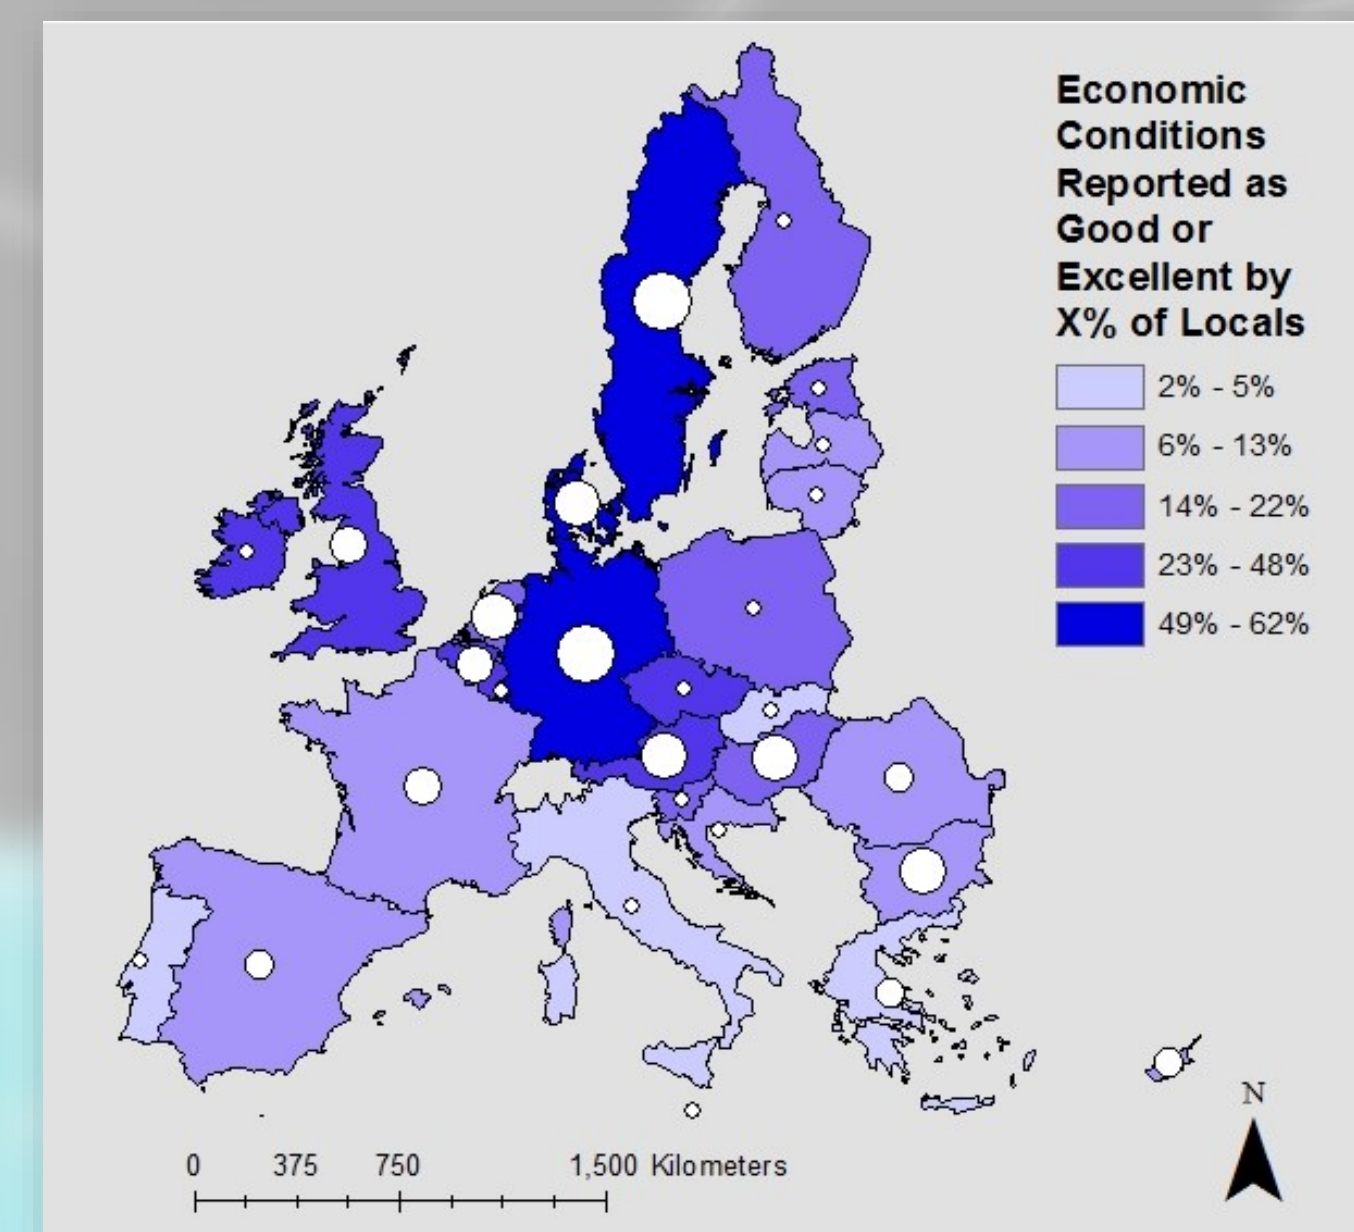 Economic
Conditions
Reported as
Good or
Excellent by
X% of Locals
2% - 5%
6% - 13%
14% - 22%
23% - 48%
49% - 62%
N
0 375 750 1,500 Kilometers